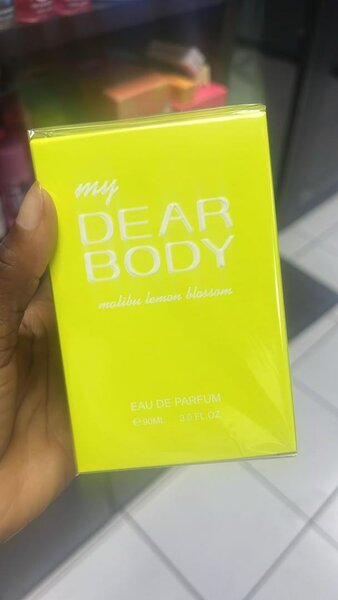 my
DEAR
BODY
malibu lemon blossom
EAU DE PARFUM
℮90ML 3.0 FL.OZ